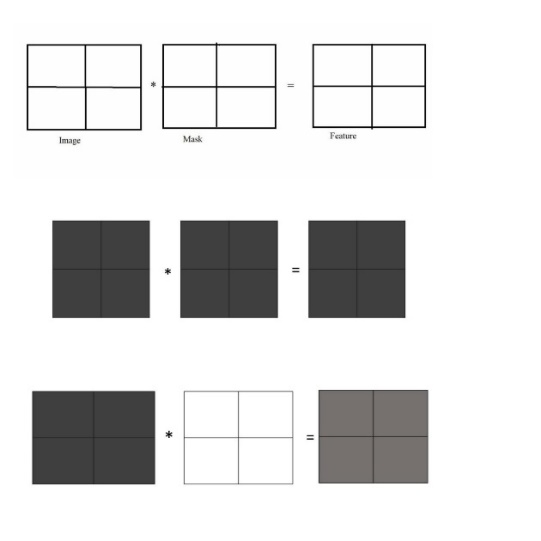 * =
Image Mask Feature
* =
* =